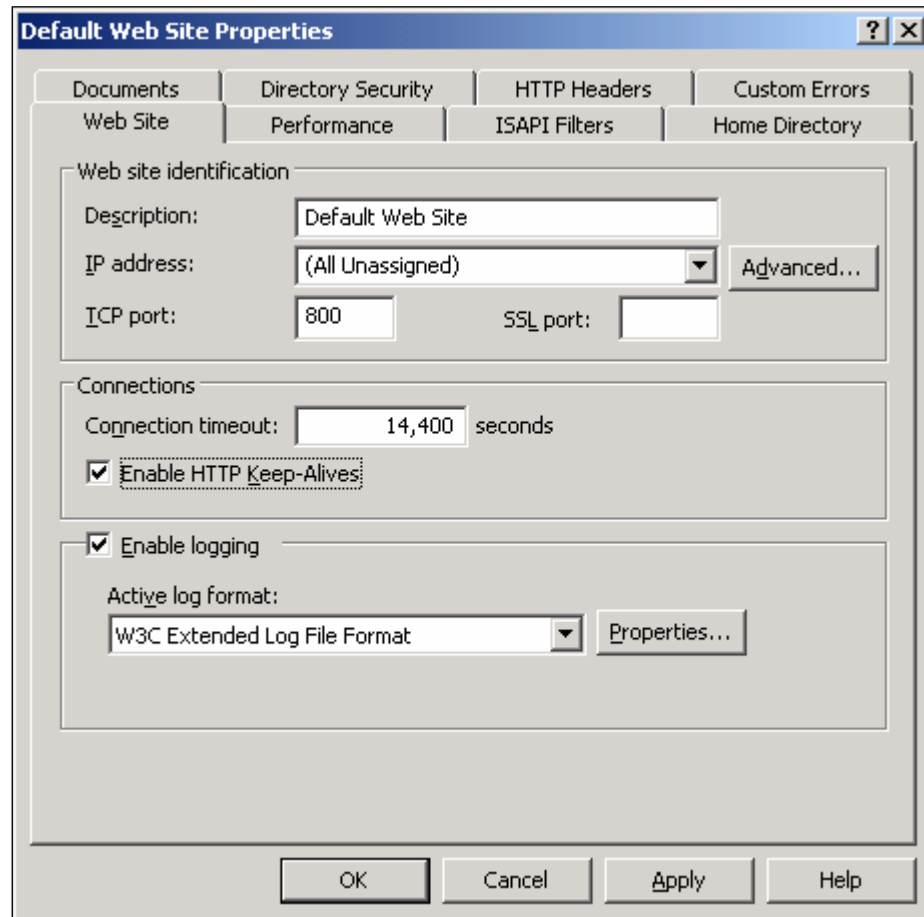 Default Web Site Properties
Documents Directory Security HTTP Headers Custom Errors
Web Site Performance ISAPI Filters Home Directory
Web site identification
Description: Default Web Site
IP address: (All Unassigned) Advanced...
TCP port: 800 SSL port:
Connections
Connection timeout: 14,400 seconds
Enable HTTP Keep-Alives
Enable logging
Active log format:
W3C Extended Log File Format Properties...
OK Cancel Apply Help